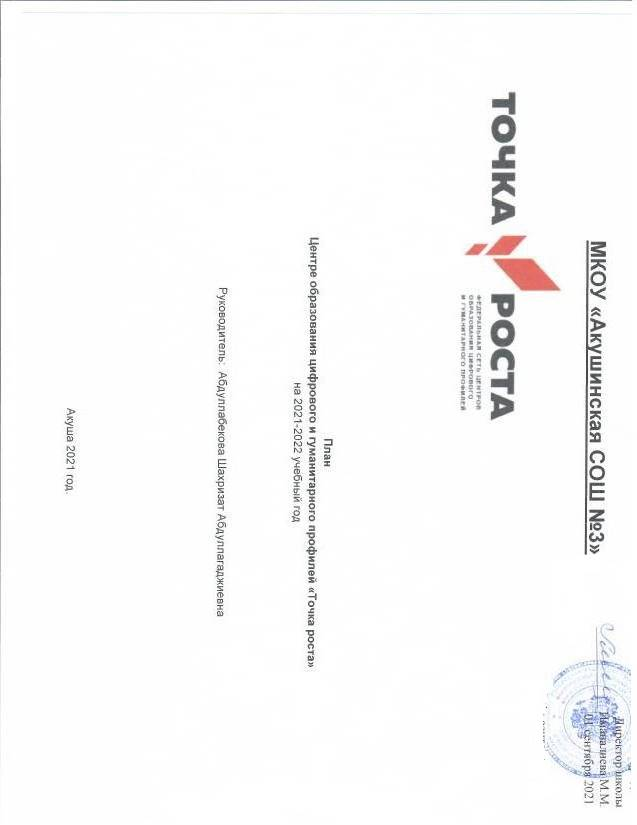 Директор школы
Иманалиева М.М.
01 сентября 2021
МКОУ «Акушинская СОШ №3»
ТОЧКА РОСТА
ФЕДЕРАЛЬНАЯ СЕТЬ ЦЕНТРОВ
ОБРАЗОВАНИЯ ЦИФРОВОГО
И ГУМАНИТАРНОГО ПРОФИЛЕЙ
План
Центре образования цифрового и гуманитарного профилей «Точка роста»
на 2021-2022 учебный год
Руководитель: Абдуллабекова Шахризат Абдуллагаджиевна
Акуша 2021 год.